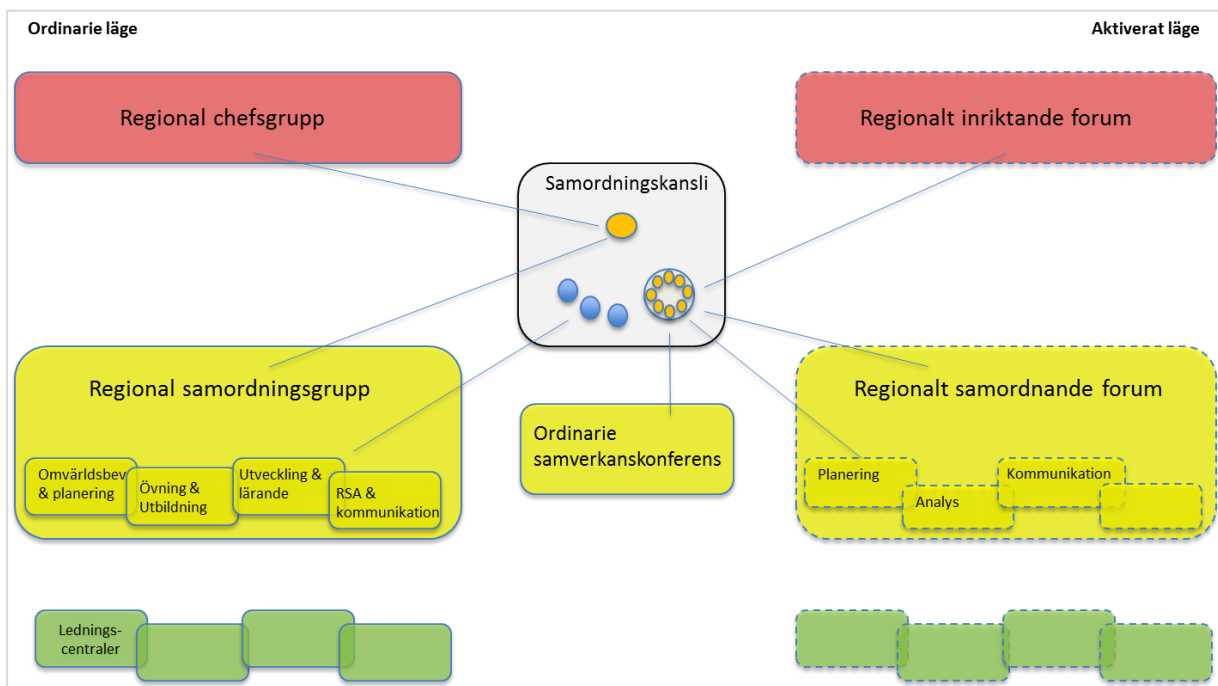 Ordinarie läge
Aktiverat läge
Regional chefsgrupp
Regionalt inriktande forum
Samordningskansli
Regional samordningsgrupp
Omvärldsbev
& planering
Övning &
Utbildning
Utveckling &
lärande
RSA &
kommunikation
Ordinarie
samverkanskonferens
Regionalt samordnande forum
Planering
Analys
Kommunikation
Lednings-
centraler